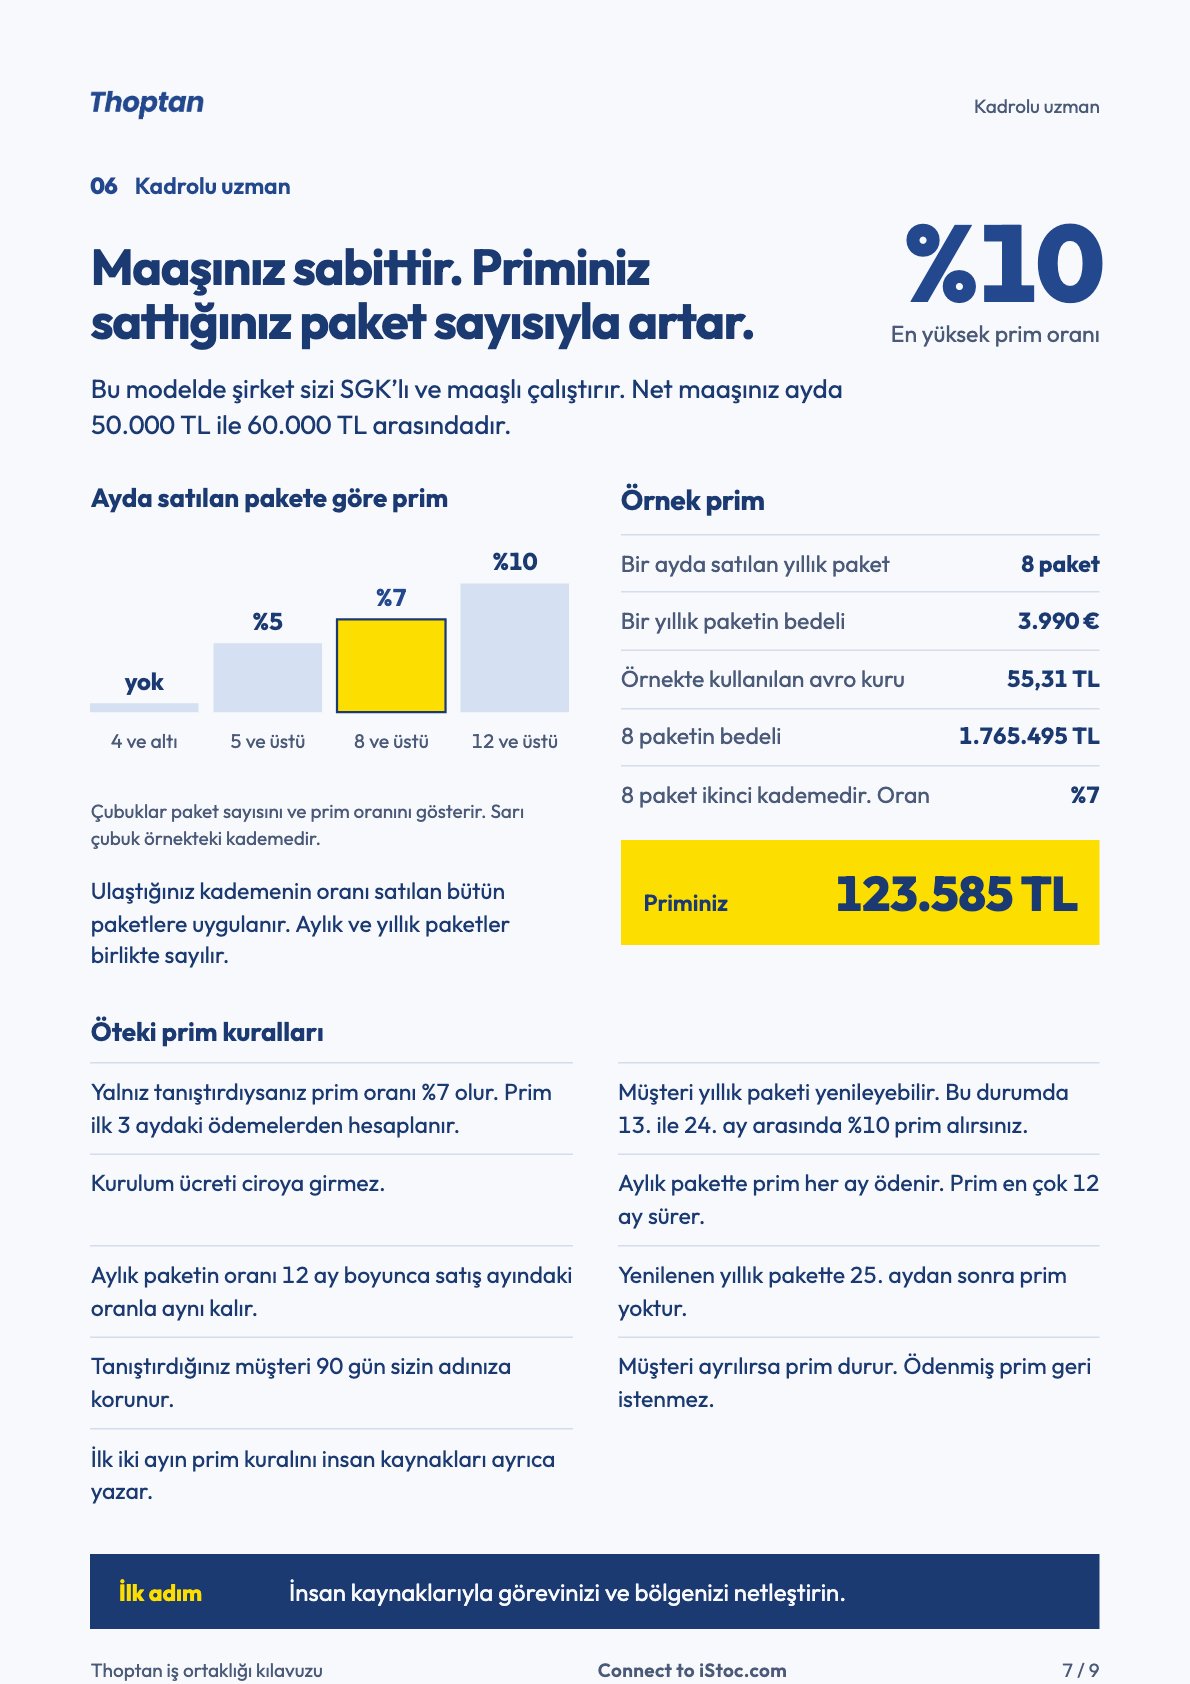 Thoptan
Kadrolu uzman
06 Kadrolu uzman
Maaşınız sabittir. Priminiz
sattığınız paket sayısıyla artar.
%10
En yüksek prim oranı
Bu modelde şirket sizi SGK’lı ve maaşlı çalıştırır. Net maaşınız ayda
50.000 TL ile 60.000 TL arasındadır.
Ayda satılan pakete göre prim
yok
%5
%7
%10
4 ve altı
5 ve üstü
8 ve üstü
12 ve üstü
Çubuklar paket sayısını ve prim oranını gösterir. Sarı
çubuk örnekteki kademedir.
Ulaştığınız kademenin oranı satılan bütün
paketlere uygulanır. Aylık ve yıllık paketler
birlikte sayılır.
Örnek prim
Bir ayda satılan yıllık paket 8 paket
Bir yıllık paketin bedeli 3.990 €
Örnekte kullanılan avro kuru 55,31 TL
8 paketin bedeli 1.765.495 TL
8 paket ikinci kademedir. Oran %7
Priminiz 123.585 TL
Öteki prim kuralları
Yalnız tanıştırdıysanız prim oranı %7 olur. Prim
ilk 3 aydaki ödemelerden hesaplanır.
Müşteri yıllık paketi yenileyebilir. Bu durumda
13. ile 24. ay arasında %10 prim alırsınız.
Kurulum ücreti ciroya girmez.
Aylık pakette prim her ay ödenir. Prim en çok 12
ay sürer.
Aylık paketin oranı 12 ay boyunca satış ayındaki
oranla aynı kalır.
Yenilenen yıllık pakette 25. aydan sonra prim
yoktur.
Tanıştırdığınız müşteri 90 gün sizin adınıza
korunur.
Müşteri ayrılırsa prim durur. Ödenmiş prim geri
istenmez.
İlk iki ayın prim kuralını insan kaynakları ayrıca
yazar.
İlk adım İnsan kaynaklarıyla görevinizi ve bölgenizi netleştirin.
Thoptan iş ortaklığı kılavuzu
Connect to iStoc.com
7 / 9